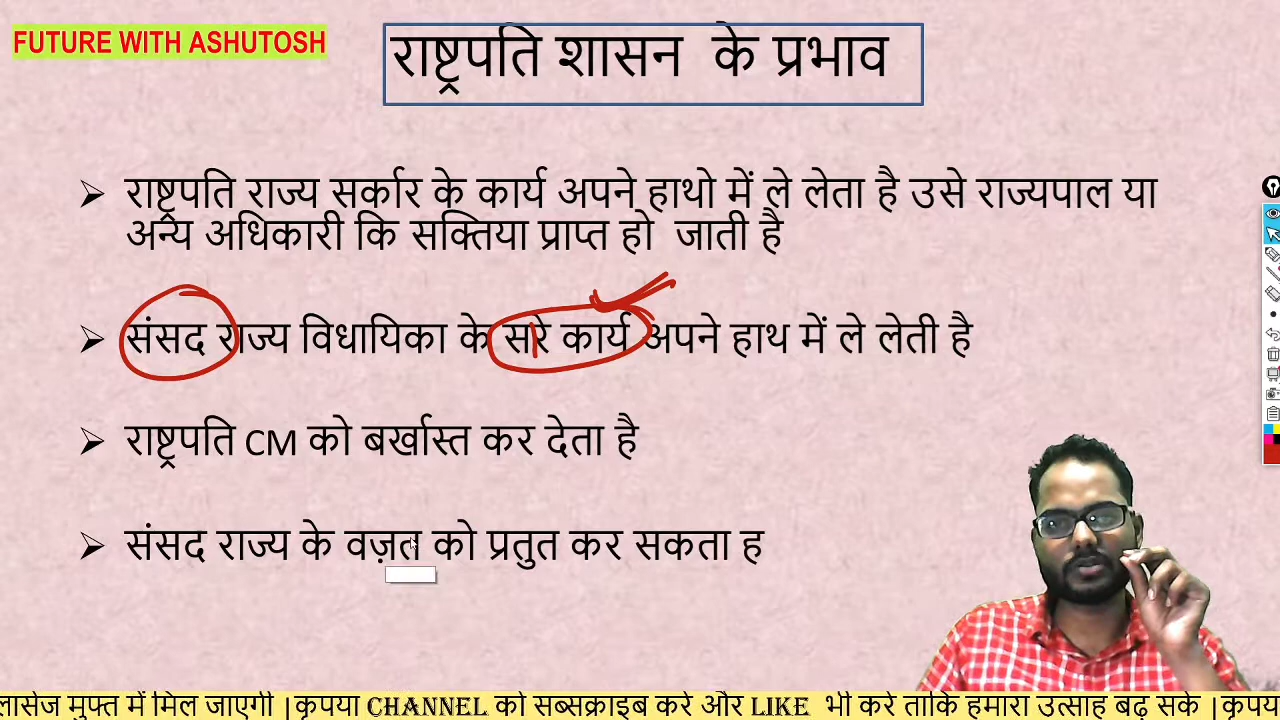 FUTURE WITH ASHUTOSH
राष्ट्रपति शासन के प्रभाव
राष्ट्रपति राज्य सर्कार के कार्य अपने हाथो में ले लेता है उसे राज्यपाल या
अन्य अधिकारी कि सक्तिया प्राप्त हो जाती है
संसद राज्य विधायिका के सरे कार्य अपने हाथ में ले लेती है
राष्ट्रपति CM को बर्खास्त कर देता है
संसद राज्य के वज़त को प्रतुत कर सकता ह
लासेज मुफ्त में मिल जाएगी |कृपया CHANNEL को सब्सक्राइब करे और LIKE भी करे ताकि हमारा उत्साह बढ़ सके |कृपय